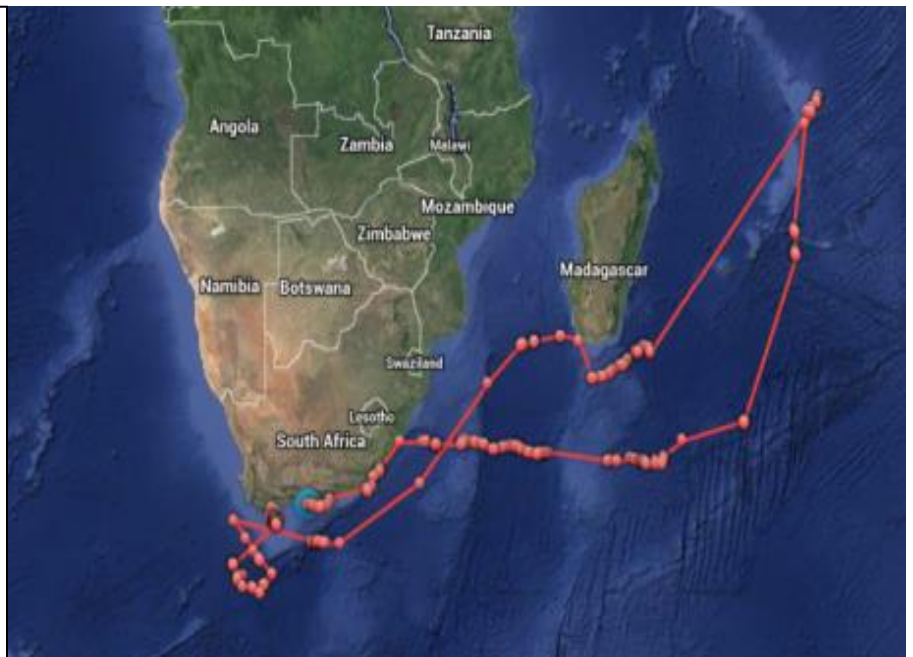 Tanzania
Angola
Zambia
Malawi
Mozambique
Zimbabwe
Madagascar
Namibia
Botswana
Swaziland
Lesotho
South Africa